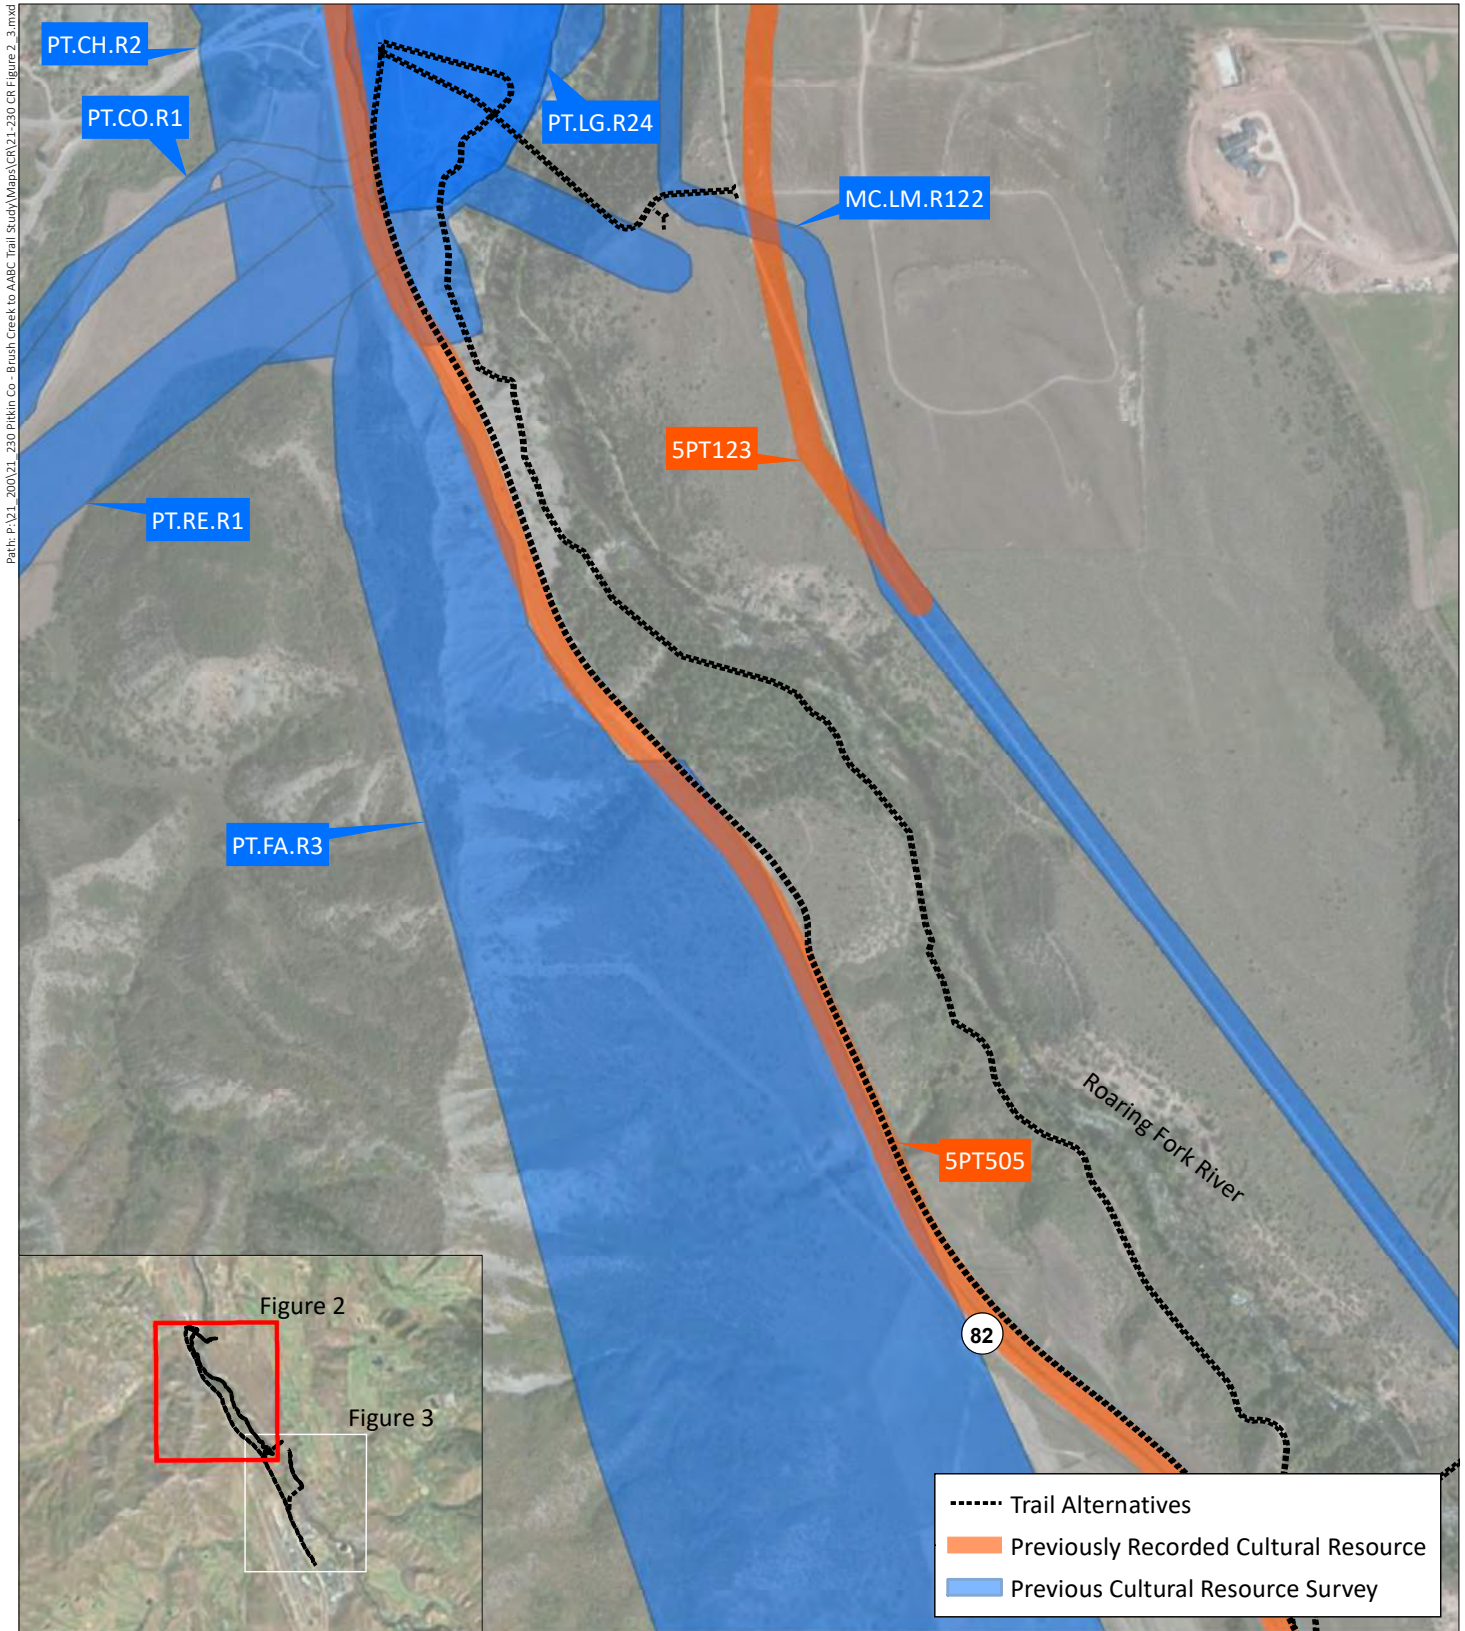 Path: P:\21_200\21_230 Pitkin Co - Brush Creek to AABC Trail Study\Maps\CR\21-230 CR Figure 2_3.mxd
PT.CH.R2
PT.CO.R1
PT.LG.R24
MC.LM.R122
5PT123
PT.RE.R1
PT.FA.R3
Roaring Fork River
5PT505
82
Figure 2
Figure 3
Trail Alternatives
Previously Recorded Cultural Resource
Previous Cultural Resource Survey